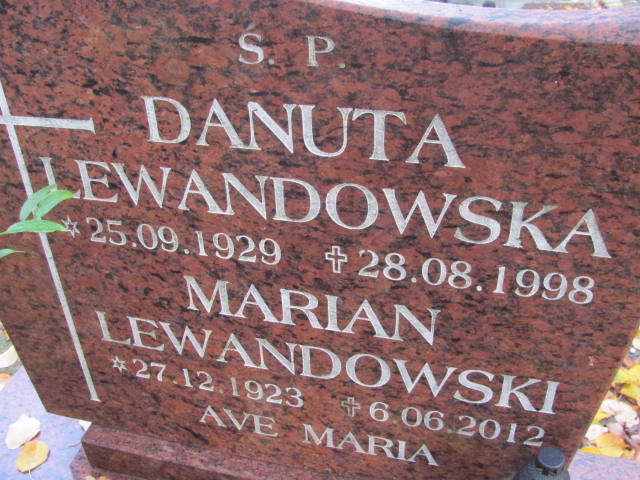 Ś. P.
DANUTA
LEWANDOWSKA
☆25.09.1929 ✝28.08.1998
MARIAN
LEWANDOWSKI
☆27.12.1923 ✝6.06.2012
AVE MARIA